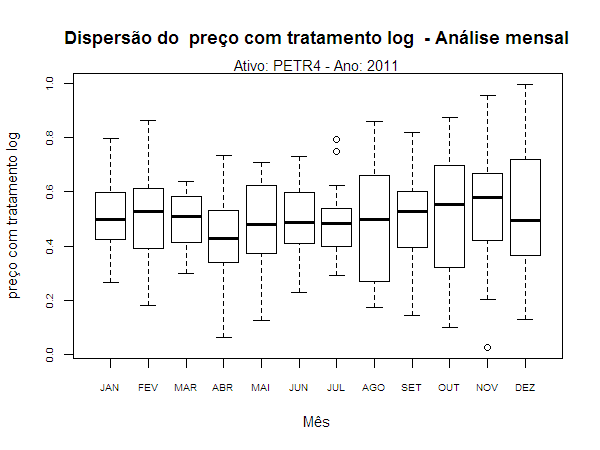 Dispersão do  preço com tratamento log  - Análise mensal
Ativo: PETR4 - Ano: 2011
preço com tratamento log
1.0
0.8
0.6
0.4
0.2
0.0
JAN FEV MAR ABR MAI JUN JUL AGO SET OUT NOV DEZ
Mês